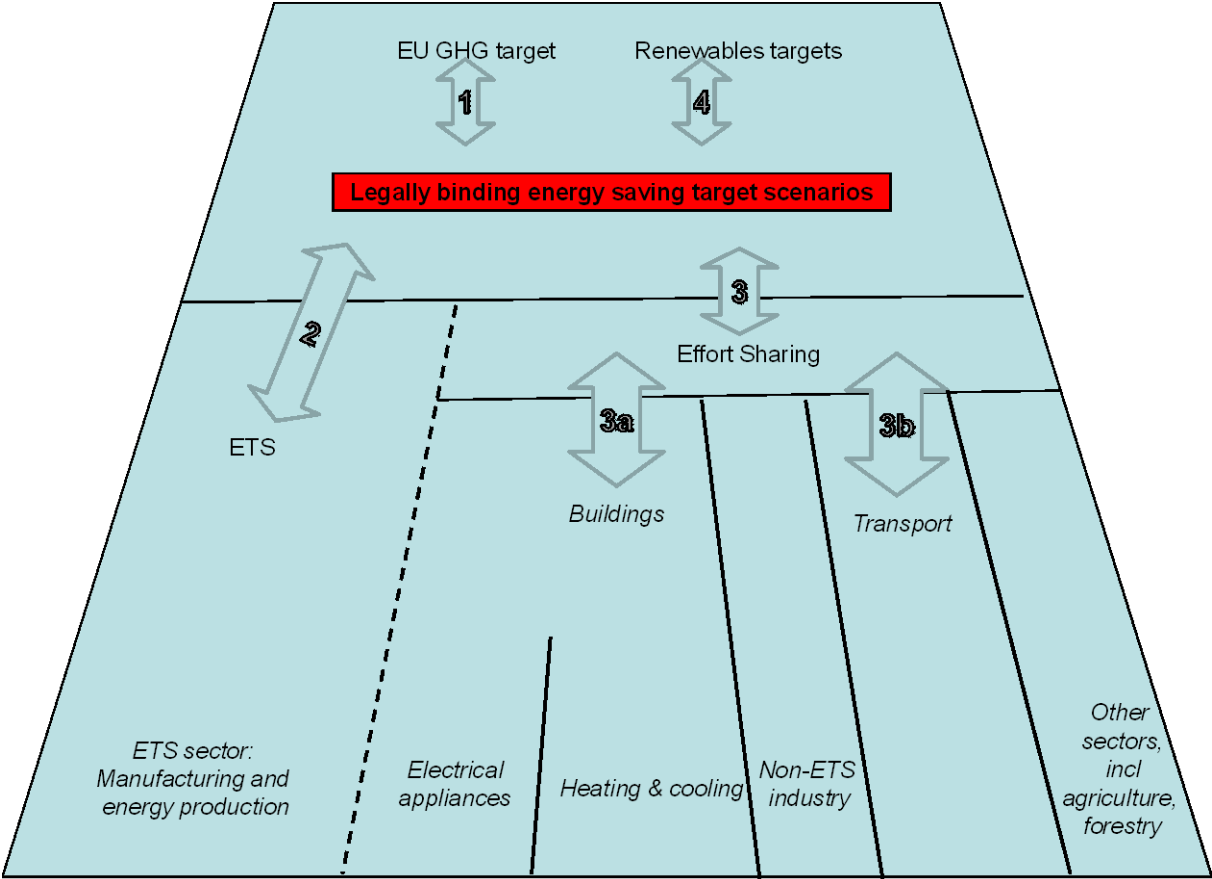 EU GHG target
Renewables targets
1
4
Legally binding energy saving target scenarios
2
3
Effort Sharing
ETS
3a
3b
Buildings
Transport
ETS sector:
Manufacturing and
energy production
Electrical
appliances
Heating & cooling
Non-ETS
industry
Other
sectors,
incl
agriculture,
forestry